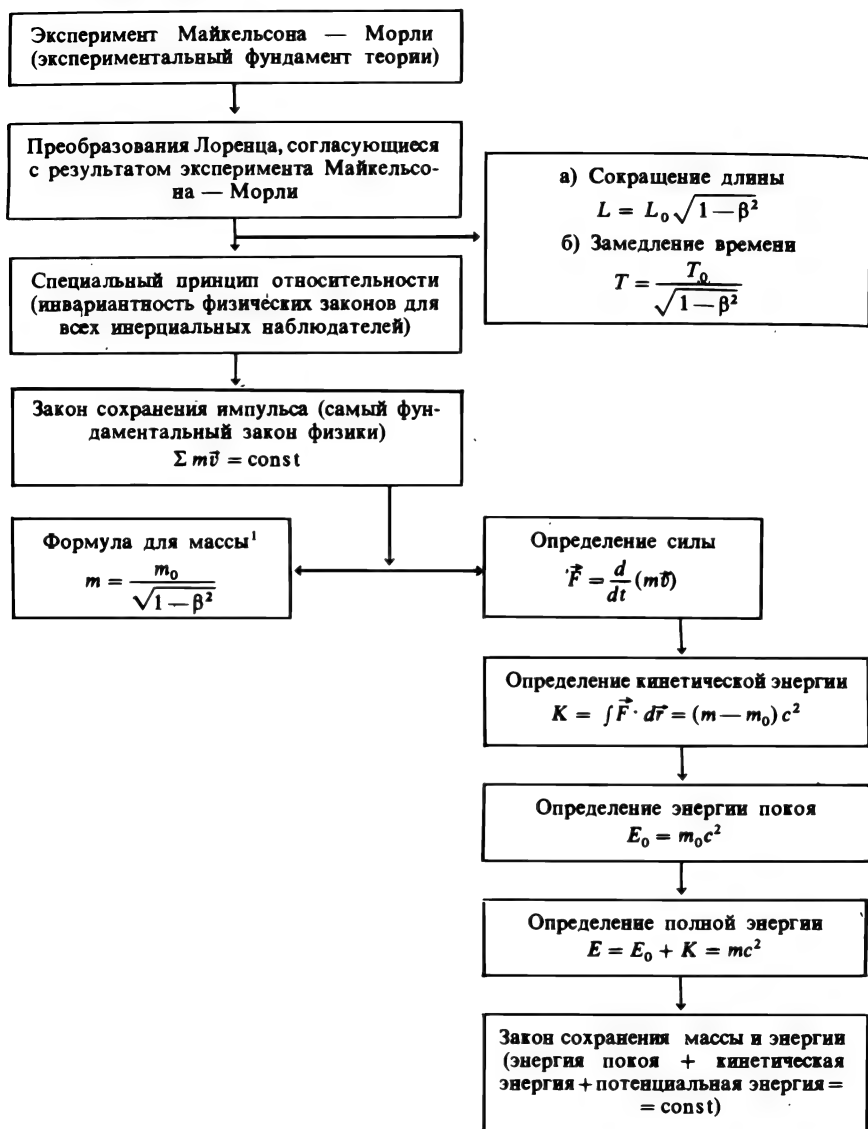 Эксперимент Майкельсона — Морли
(экспериментальный фундамент теории)
Преобразования Лоренца, согласующиеся
с результатом эксперимента Майкельсо-
на — Морли
а) Сокращение длины
L = L₀√(1—β²)
б) Замедление времени
T = T₀/√(1—β²)
Специальный принцип относительности
(инвариантность физических законов для
всех инерциальных наблюдателей)
Закон сохранения импульса (самый фун-
даментальный закон физики)
Σ mv⃗ = const
Формула для массы¹
m = m₀/√(1—β²)
Определение силы
F⃗ = d/dt (mv⃗)
Определение кинетической энергии
K = ∫F⃗ · dr⃗ = (m — m₀) c²
Определение энергии покоя
E₀ = m₀c²
Определение полной энергии
E = E₀ + K = mc²
Закон сохранения массы и энергии
(энергия покоя + кинетическая
энергия + потенциальная энергия =
= const)